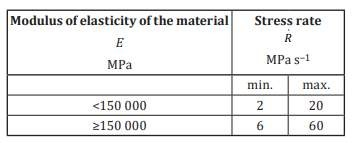 Modulus of elasticity of the material
E
MPa
Stress rate
Ṙ
MPa s⁻¹
min. max.
<150 000 2 20
≥150 000 6 60